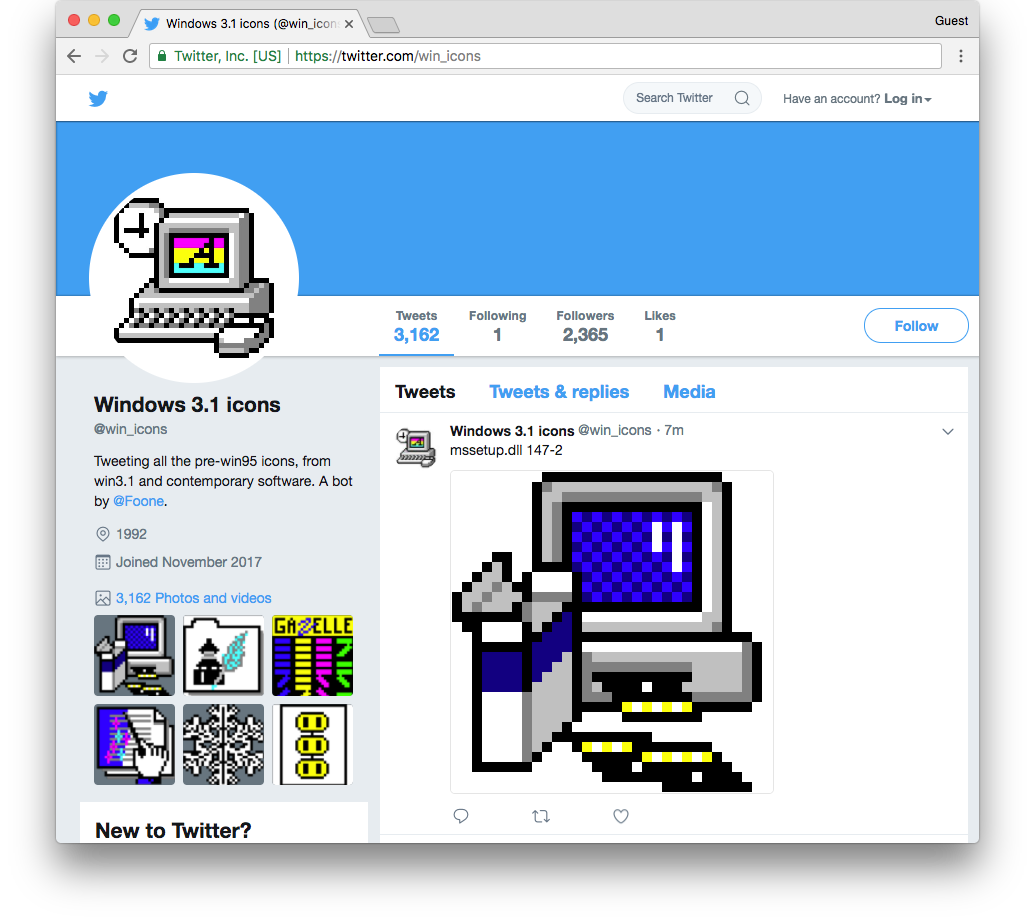 Windows 3.1 icons (@win_icon
Guest
Twitter, Inc. [US]
https://twitter.com/win_icons
Search Twitter
Have an account? Log in
Tweets
3,162
Following
1
Followers
2,365
Likes
1
Follow
Windows 3.1 icons
@win_icons
Tweeting all the pre-win95 icons, from
win3.1 and contemporary software. A bot
by @Foone.
1992
Joined November 2017
3,162 Photos and videos
GAZELLE
New to Twitter?
Tweets
Tweets & replies
Media
Windows 3.1 icons @win_icons · 7m
mssetup.dll 147-2